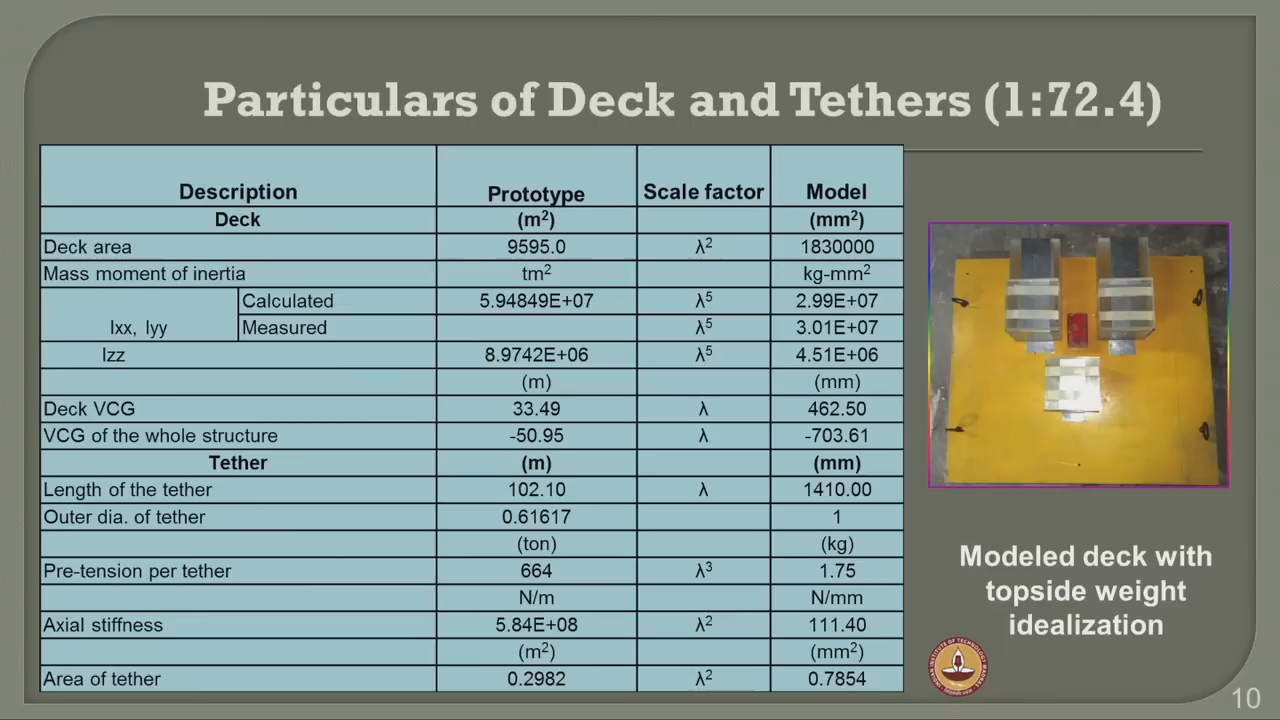 Particulars of Deck and Tethers (1:72.4)
Description Prototype Scale factor Model
Deck (m²) (mm²)
Deck area 9595.0 λ² 1830000
Mass moment of inertia tm² kg-mm²
Calculated 5.94849E+07 λ⁵ 2.99E+07
Ixx, Iyy Measured λ⁵ 3.01E+07
Izz 8.9742E+06 λ⁵ 4.51E+06
(m) (mm)
Deck VCG 33.49 λ 462.50
VCG of the whole structure -50.95 λ -703.61
Tether (m) (mm)
Length of the tether 102.10 λ 1410.00
Outer dia. of tether 0.61617 1
(ton) (kg)
Pre-tension per tether 664 λ³ 1.75
N/m N/mm
Axial stiffness 5.84E+08 λ² 111.40
(m²) (mm²)
Area of tether 0.2982 λ² 0.7854
Modeled deck with
topside weight
idealization
10